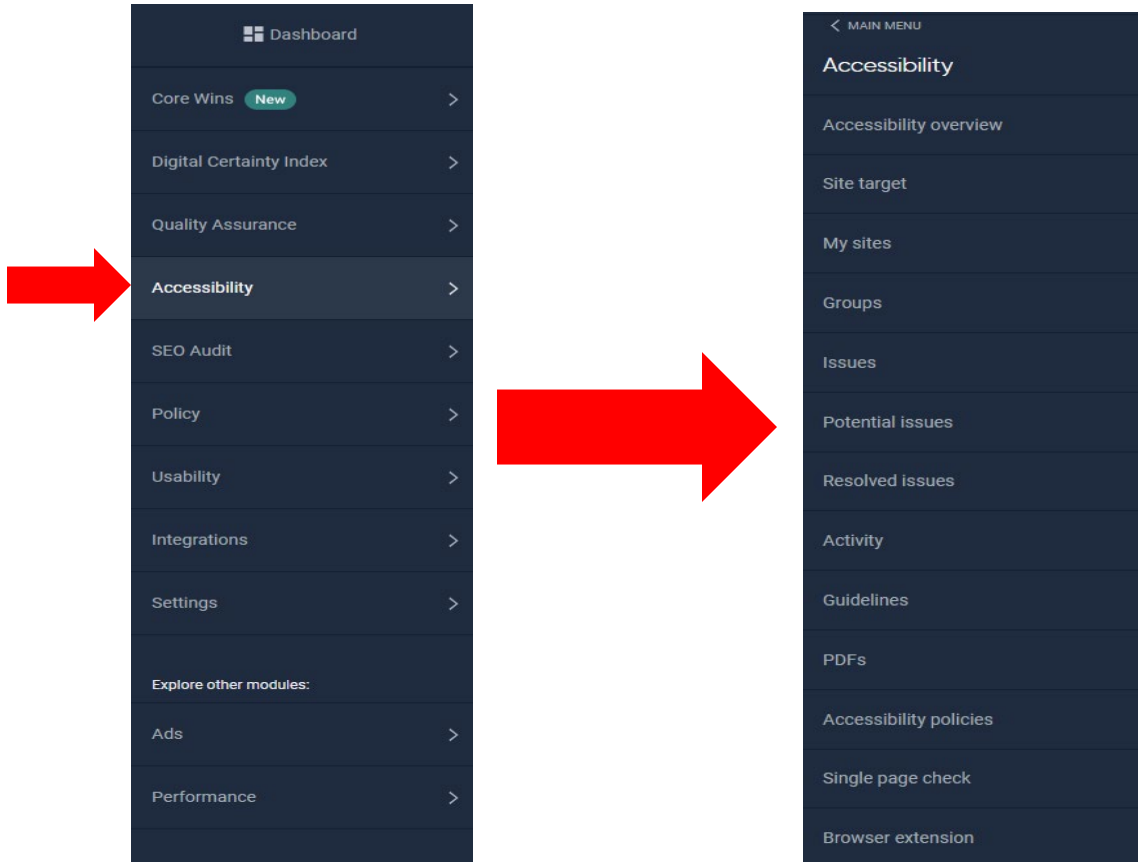 Dashboard
Core Wins New
Digital Certainty Index
Quality Assurance
Accessibility
SEO Audit
Policy
Usability
Integrations
Settings
Explore other modules:
Ads
Performance
MAIN MENU
Accessibility
Accessibility overview
Site target
My sites
Groups
Issues
Potential issues
Resolved issues
Activity
Guidelines
PDFs
Accessibility policies
Single page check
Browser extension